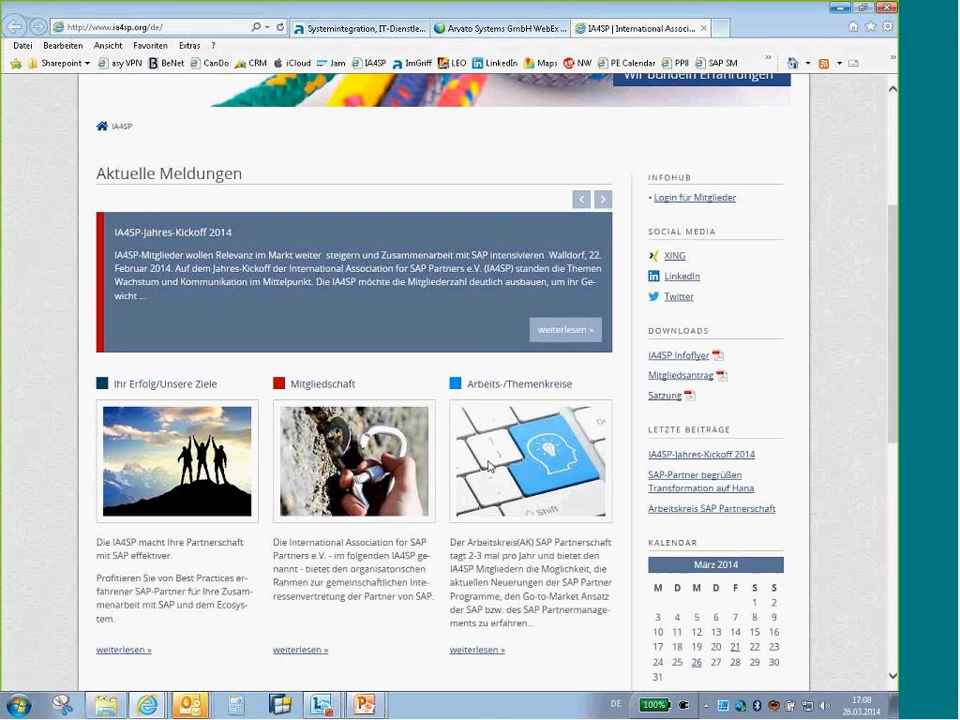 http://www.ia4sp.org/de/
Systemintegration, IT-Dienstle...
Arvato Systems GmbH WebEx ...
IA4SP | International Associ...
Datei Bearbeiten Ansicht Favoriten Extras ?
Sharepoint asy VPN BeNet CanDo CRM iCloud Jam IA4SP ImGriff LEO LinkedIn Maps NW PE Calendar PP8 SAP SM
Wir bündeln Erfahrungen
IA4SP
Aktuelle Meldungen
IA4SP-Jahres-Kickoff 2014
IA4SP-Mitglieder wollen Relevanz im Markt weiter steigern und Zusammenarbeit mit SAP intensivieren Walldorf, 22.
Februar 2014. Auf dem Jahres-Kickoff der International Association for SAP Partners e.V. (IA4SP) standen die Themen
Wachstum und Kommunikation im Mittelpunkt. Die IA4SP möchte die Mitgliederzahl deutlich ausbauen, um ihr Ge-
wicht ...
weiterlesen »
Ihr Erfolg/Unsere Ziele
Die IA4SP macht Ihre Partnerschaft
mit SAP effektiver.
Profitieren Sie von Best Practices er-
fahrener SAP-Partner für Ihre Zusam-
menarbeit mit SAP und dem Ecosys-
tem.
weiterlesen »
Mitgliedschaft
Die International Association for SAP
Partners e.V. - im folgenden IA4SP ge-
nannt - bietet den organisatorischen
Rahmen zur gemeinschaftlichen Inte-
ressenvertretung der Partner von SAP.
weiterlesen »
Arbeits-/Themenkreise
Shift
Der Arbeitskreis(AK) SAP Partnerschaft
tagt 2-3 mal pro Jahr und bietet den
IA4SP Mitgliedern die Möglichkeit, die
aktuellen Neuerungen der SAP Partner
Programme, den Go-to-Market Ansatz
der SAP bzw. des SAP Partnermanage-
ments zu erfahren...
weiterlesen »
INFOHUB
• Login für Mitglieder
SOCIAL MEDIA
XING
LinkedIn
Twitter
DOWNLOADS
IA4SP Infoflyer
Mitgliedsantrag
Satzung
LETZTE BEITRÄGE
IA4SP-Jahres-Kickoff 2014
SAP-Partner begrüßen
Transformation auf Hana
Arbeitskreis SAP Partnerschaft
KALENDAR
März 2014
M D M D F S S
1 2
3 4 5 6 7 8 9
10 11 12 13 14 15 16
17 18 19 20 21 22 23
24 25 26 27 28 29 30
31
DE 100% 17:08
26.03.2014